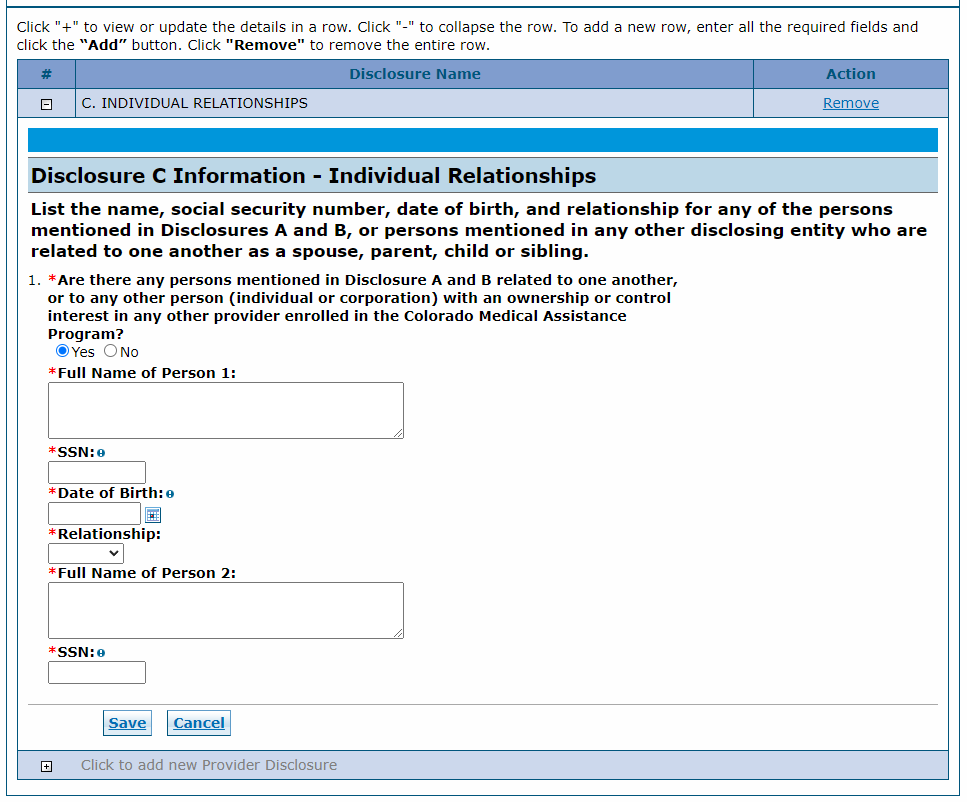 Click "+" to view or update the details in a row. Click "-" to collapse the row. To add a new row, enter all the required fields and
click the “Add” button. Click "Remove" to remove the entire row.
# Disclosure Name Action
C. INDIVIDUAL RELATIONSHIPS Remove
Disclosure C Information - Individual Relationships
List the name, social security number, date of birth, and relationship for any of the persons
mentioned in Disclosures A and B, or persons mentioned in any other disclosing entity who are
related to one another as a spouse, parent, child or sibling.
1. *Are there any persons mentioned in Disclosure A and B related to one another,
or to any other person (individual or corporation) with an ownership or control
interest in any other provider enrolled in the Colorado Medical Assistance
Program?
Yes No
*Full Name of Person 1:
*SSN:
*Date of Birth:
*Relationship:
*Full Name of Person 2:
*SSN:
Save Cancel
Click to add new Provider Disclosure